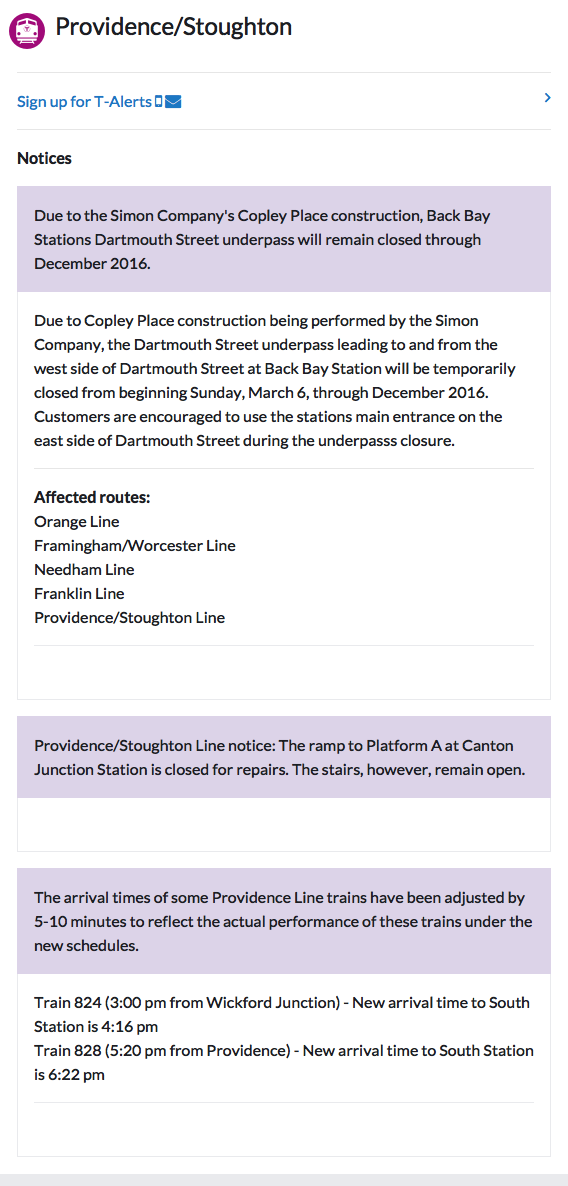 Providence/Stoughton
Sign up for T-Alerts
Notices
Due to the Simon Company's Copley Place construction, Back Bay
Stations Dartmouth Street underpass will remain closed through
December 2016.
Due to Copley Place construction being performed by the Simon
Company, the Dartmouth Street underpass leading to and from the
west side of Dartmouth Street at Back Bay Station will be temporarily
closed from beginning Sunday, March 6, through December 2016.
Customers are encouraged to use the stations main entrance on the
east side of Dartmouth Street during the underpasss closure.
Affected routes:
Orange Line
Framingham/Worcester Line
Needham Line
Franklin Line
Providence/Stoughton Line
Providence/Stoughton Line notice: The ramp to Platform A at Canton
Junction Station is closed for repairs. The stairs, however, remain open.
The arrival times of some Providence Line trains have been adjusted by
5-10 minutes to reflect the actual performance of these trains under the
new schedules.
Train 824 (3:00 pm from Wickford Junction) - New arrival time to South
Station is 4:16 pm
Train 828 (5:20 pm from Providence) - New arrival time to South Station
is 6:22 pm